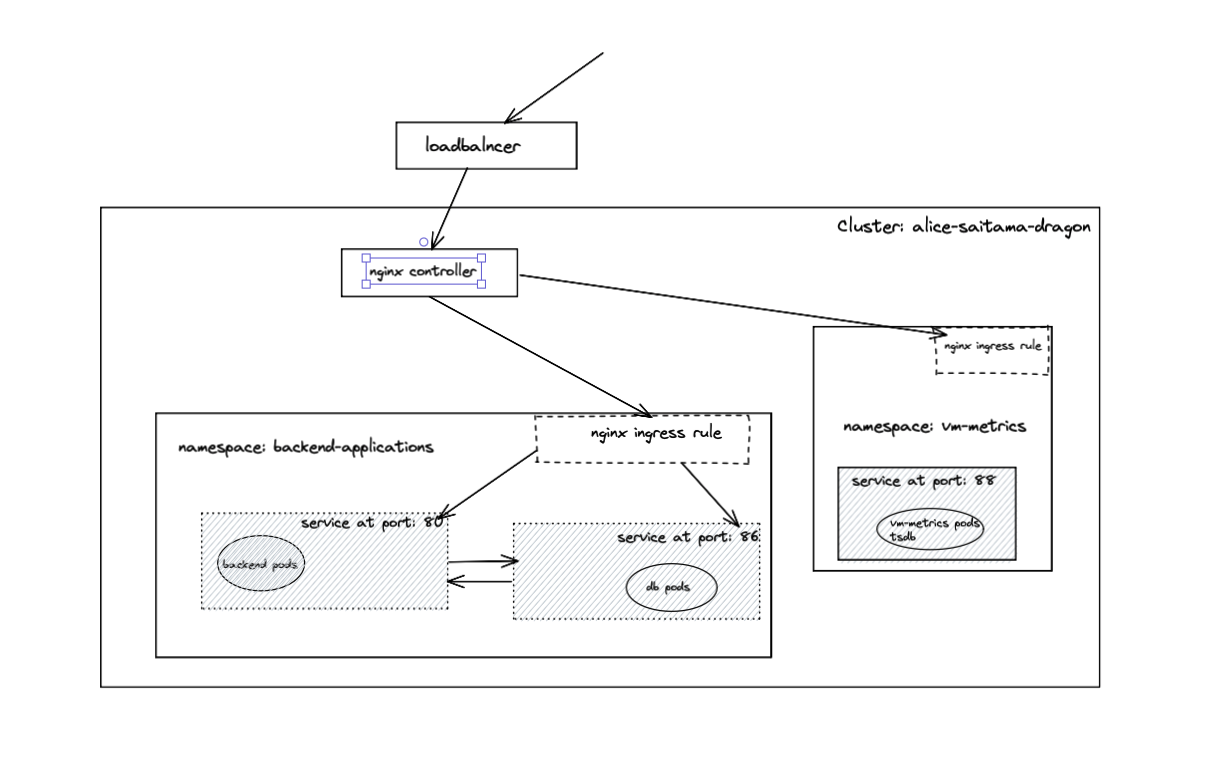 loadbalncer
Cluster: alice-saitama-dragon
nginx controller
nginx ingress rule
namespace: vm-metrics
service at port: 88
vm-metrics pods
tsdb
nginx ingress rule
namespace: backend-applications
service at port: 80
backend pods
service at port: 86
db pods